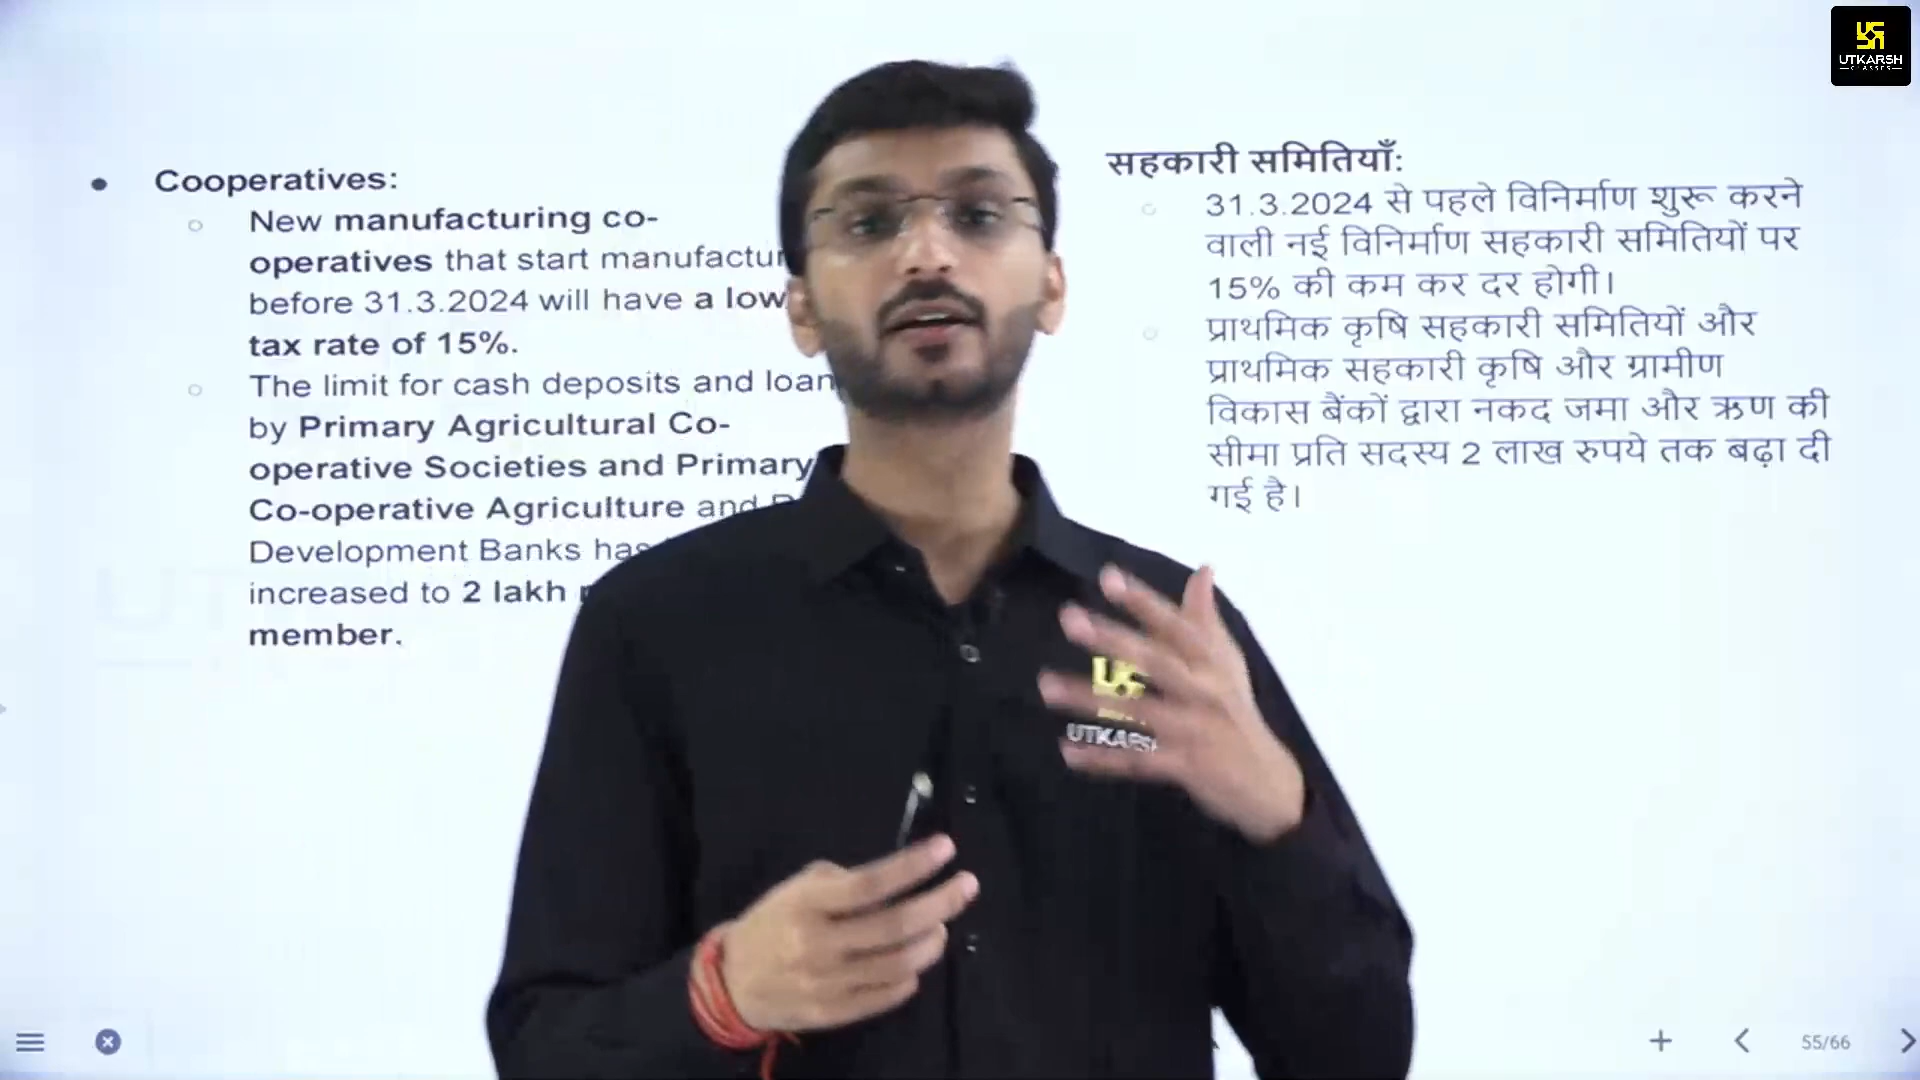 UTKARSH
CLASSES
Cooperatives:
New manufacturing co-
operatives that start manufactur
before 31.3.2024 will have a low
tax rate of 15%.
The limit for cash deposits and loan
by Primary Agricultural Co-
operative Societies and Primary
Co-operative Agriculture and
Development Banks has
increased to 2 lakh
member.
सहकारी समितियाँ:
31.3.2024 से पहले विनिर्माण शुरू करने
वाली नई विनिर्माण सहकारी समितियों पर
15% की कम कर दर होगी।
प्राथमिक कृषि सहकारी समितियों और
प्राथमिक सहकारी कृषि और ग्रामीण
विकास बैंकों द्वारा नकद जमा और ऋण की
सीमा प्रति सदस्य 2 लाख रुपये तक बढ़ा दी
गई है।
UTKARSH
55/66